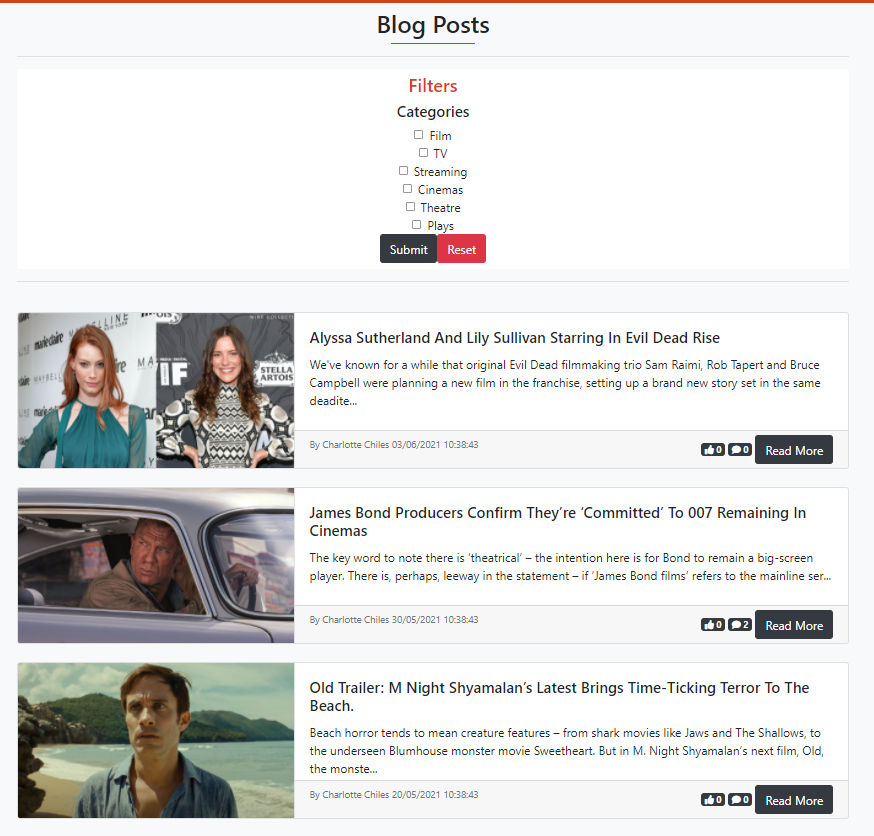 Blog Posts
Filters
Categories
Film
TV
Streaming
Cinemas
Theatre
Plays
Submit Reset
marie claire MAYBELLINE
NEW YORK
IF
STELLA
ARTOIS
Alyssa Sutherland And Lily Sullivan Starring In Evil Dead Rise
We've known for a while that original Evil Dead filmmaking trio Sam Raimi, Rob Tapert and Bruce
Campbell were planning a new film in the franchise, setting up a brand new story set in the same
deadite...
By Charlotte Chiles 03/06/2021 10:38:43
0 0 Read More
James Bond Producers Confirm They’re ‘Committed’ To 007 Remaining In
Cinemas
The key word to note there is ‘theatrical’ – the intention here is for Bond to remain a big-screen
player. There is, perhaps, leeway in the statement – if ‘James Bond films’ refers to the mainline ser...
By Charlotte Chiles 30/05/2021 10:38:43
0 2 Read More
Old Trailer: M Night Shyamalan’s Latest Brings Time-Ticking Terror To The
Beach.
Beach horror tends to mean creature features – from shark movies like Jaws and The Shallows, to
the underseen Blumhouse monster movie Sweetheart. But in M. Night Shyamalan’s next film, Old,
the monste...
By Charlotte Chiles 20/05/2021 10:38:43
0 0 Read More